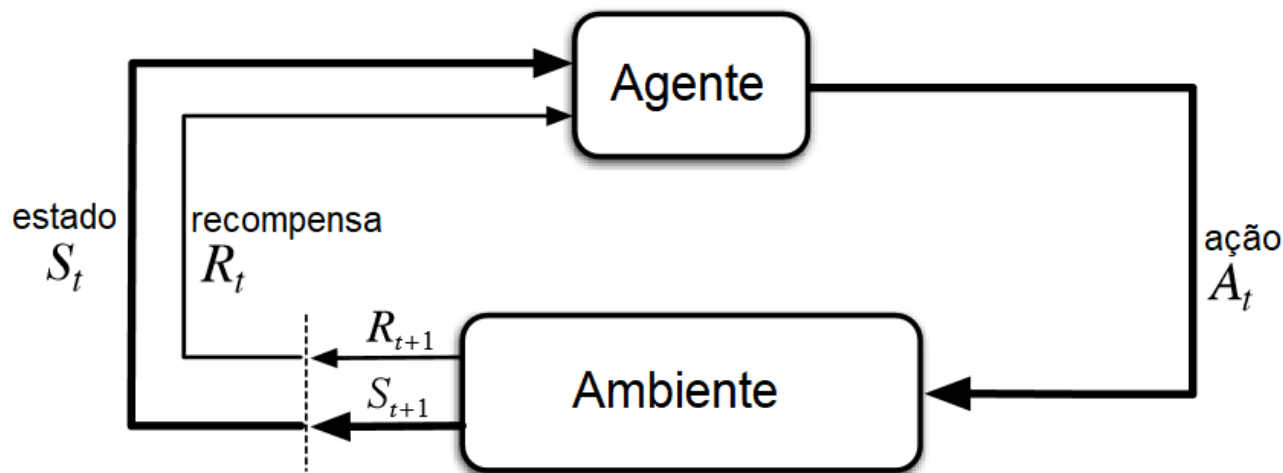 Agente
estado
S_t
recompensa
R_t
ação
A_t
R_{t+1}
S_{t+1}
Ambiente